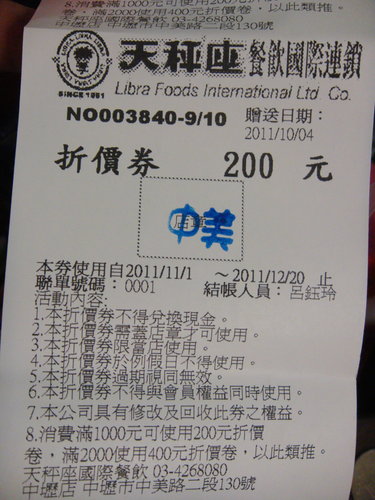 8.消費滿1000元可使用200元折價
卷，滿2000使用400元折價卷，以此類推。
天秤座國際餐飲 03-4268080
中壢店 中壢市中美路二段130號
LIBRA LIBRA LIBRA
SINCE 1981
天秤座 餐飲國際連鎖
Libra Foods International Ltd Co.
NO003840-9/10
贈送日期：
2011/10/04
折價券 200 元
中美
本券使用自2011/11/1 ～2011/12/20 止
聯單號碼：0001 結帳人員：呂鈺玲
活動內容：
1.本折價券不得兌換現金。
2.本折價券需蓋店章才可使用。
3.本折價券限當店使用。
4.本折價券於例假日不得使用。
5.本折價券過期視同無效。
6.本折價券不得與會員權益同時使用。
7.本公司具有修改及回收此券之權益。
8.消費滿1000元可使用200元折價
卷，滿2000使用400元折價卷，以此類推。
天秤座國際餐飲 03-4268080
中壢店 中壢市中美路二段130號